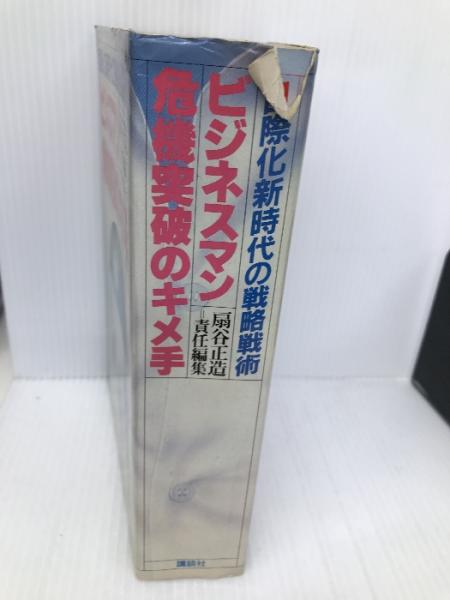 国際化新時代の戦略戦術
ビジネスマン
危機突破のキメ手
扇谷正造
=責任編集
講談社